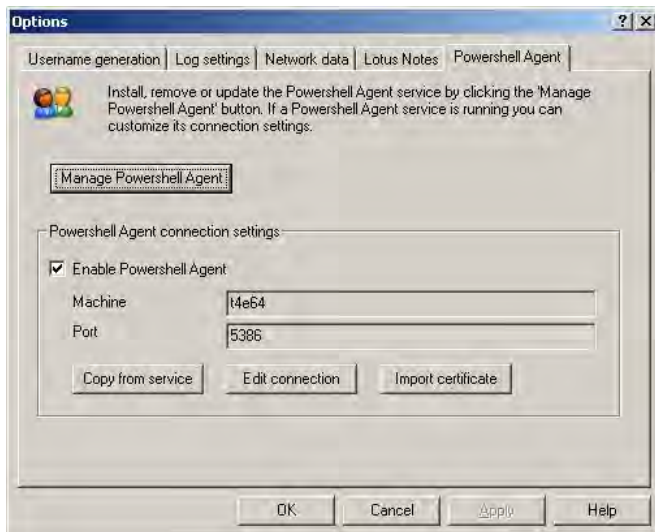 Options
Username generation Log settings Network data Lotus Notes Powershell Agent
Install, remove or update the Powershell Agent service by clicking the 'Manage
Powershell Agent' button. If a Powershell Agent service is running you can
customize its connection settings.
Manage Powershell Agent
Powershell Agent connection settings
Enable Powershell Agent
Machine t4e64
Port 5386
Copy from service Edit connection Import certificate
OK Cancel Apply Help